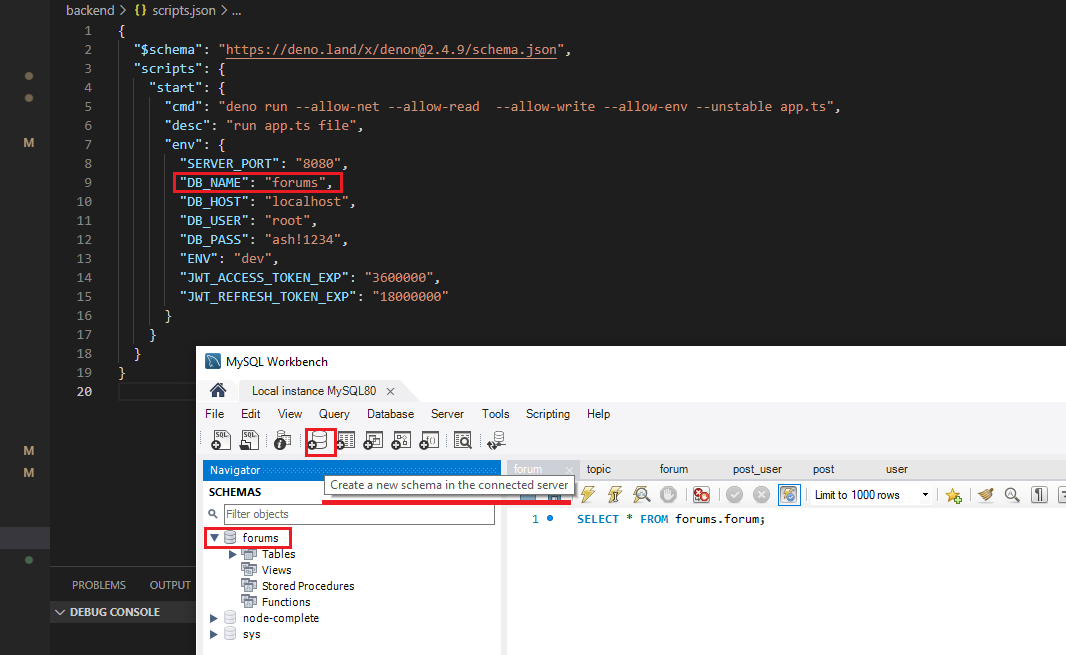 backend > {} scripts.json > ...
1 {
2 "$schema": "https://deno.land/x/denon@2.4.9/schema.json",
3 "scripts": {
4 "start": {
5 "cmd": "deno run --allow-net --allow-read  --allow-write --allow-env --unstable app.ts",
6 "desc": "run app.ts file",
7 "env": {
8 "SERVER_PORT": "8080",
9 "DB_NAME": "forums",
10 "DB_HOST": "localhost",
11 "DB_USER": "root",
12 "DB_PASS": "ash!1234",
13 "ENV": "dev",
14 "JWT_ACCESS_TOKEN_EXP": "3600000",
15 "JWT_REFRESH_TOKEN_EXP": "18000000"
16 }
17 }
18 }
19 }
20
M
M
M
PROBLEMS OUTPUT
DEBUG CONSOLE
MySQL Workbench
Local instance MySQL80
File Edit View Query Database Server Tools Scripting Help
SQL SQL
Navigator
SCHEMAS
Create a new schema in the connected server
Filter objects
forums
Tables
Views
Stored Procedures
Functions
node-complete
sys
forum topic forum post_user post user
Limit to 1000 rows
1 SELECT * FROM forums.forum;